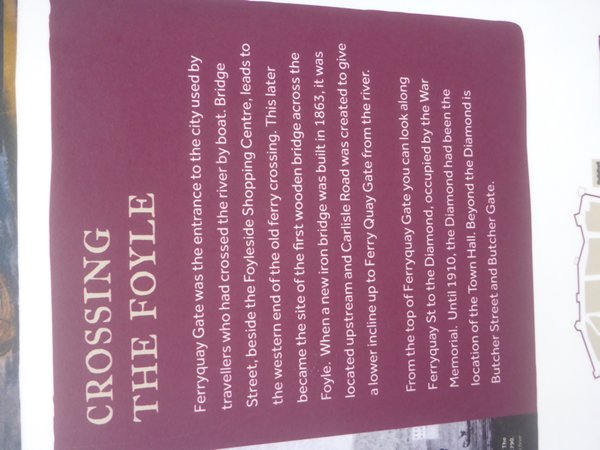 CROSSING
THE FOYLE
Ferryquay Gate was the entrance to the city used by
travellers who had crossed the river by boat. Bridge
Street, beside the Foyleside Shopping Centre, leads to
the western end of the old ferry crossing. This later
became the site of the first wooden bridge across the
Foyle. When a new iron bridge was built in 1863, it was
located upstream and Carlisle Road was created to give
a lower incline up to Ferry Quay Gate from the river.
From the top of Ferryquay Gate you can look along
Ferryquay St to the Diamond, occupied by the War
Memorial. Until 1910, the Diamond had been the
location of the Town Hall. Beyond the Diamond is
Butcher Street and Butcher Gate.
The
790.